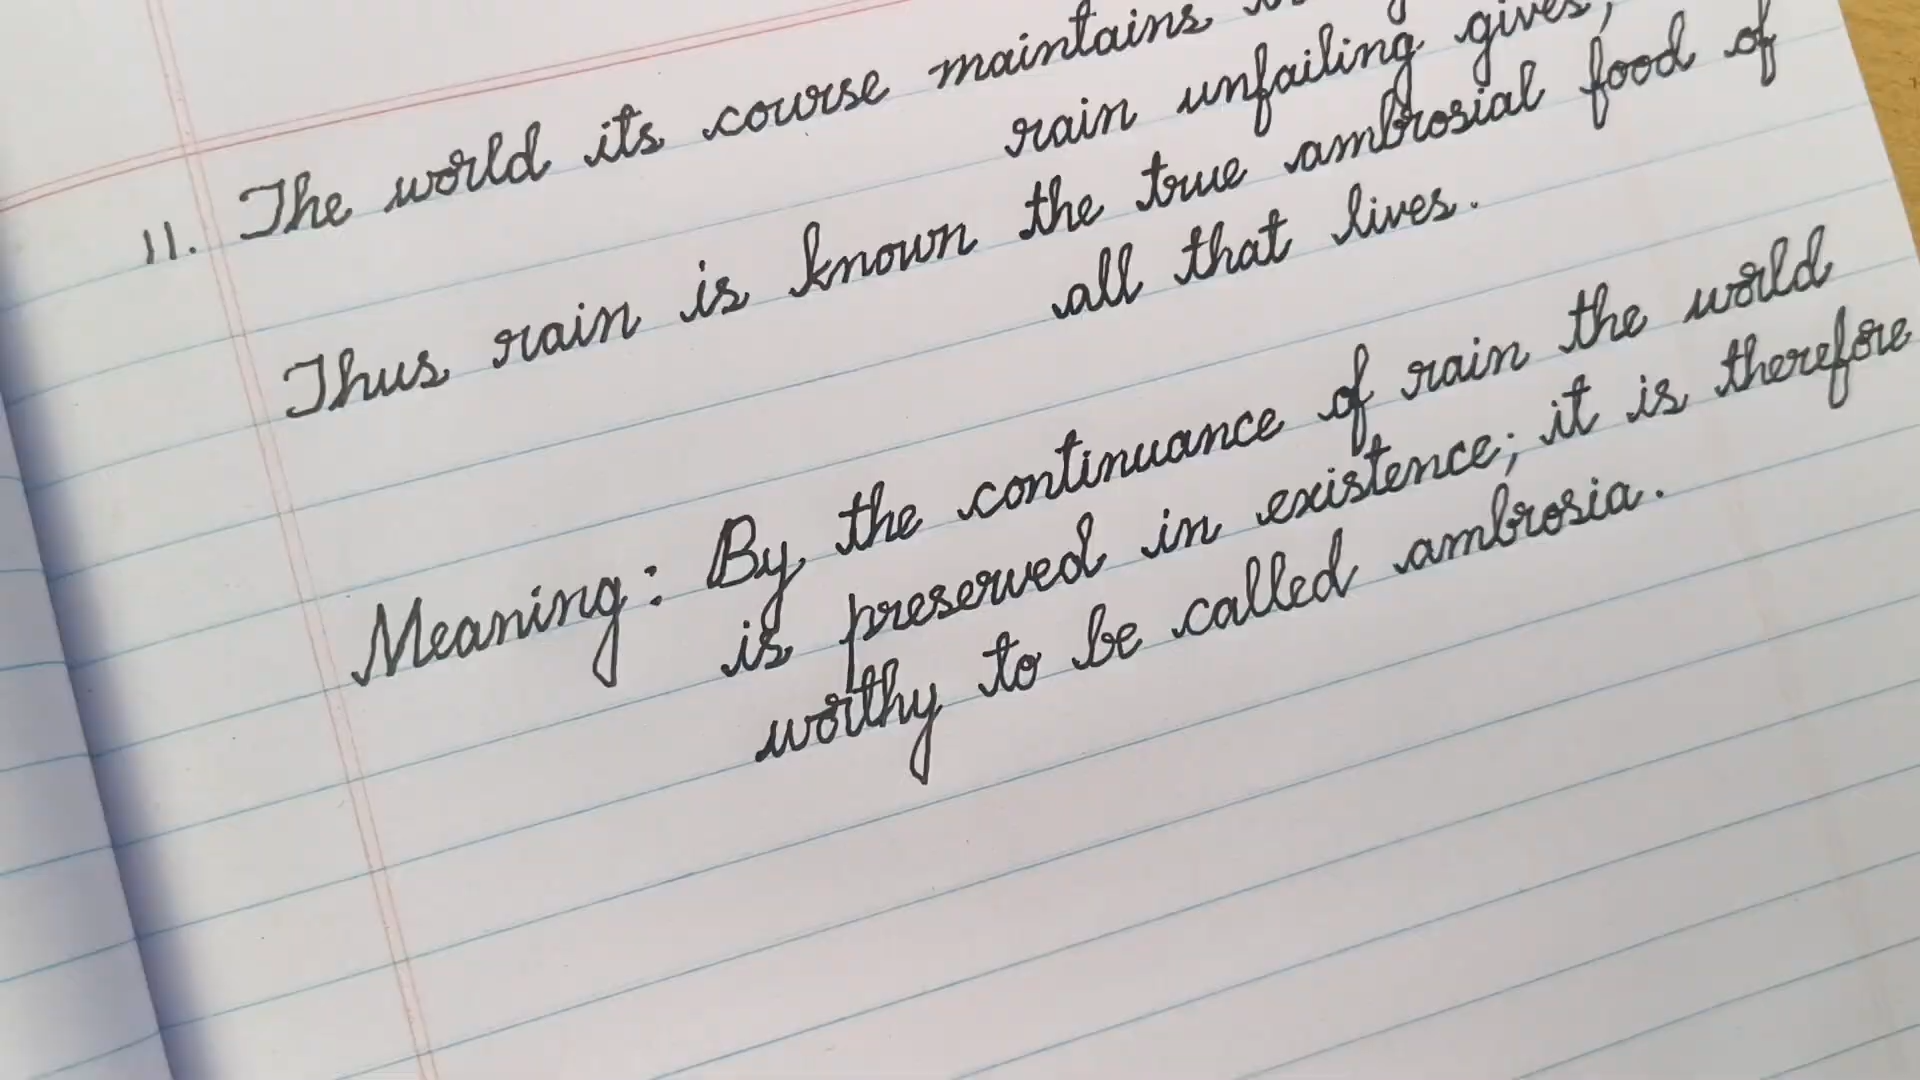 11. The world its course maintains
rain unfailing gives;
Thus rain is known the true ambrosial food of
all that lives.
Meaning: By the continuance of rain the world
is preserved in existence; it is therefore
worthy to be called ambrosia.